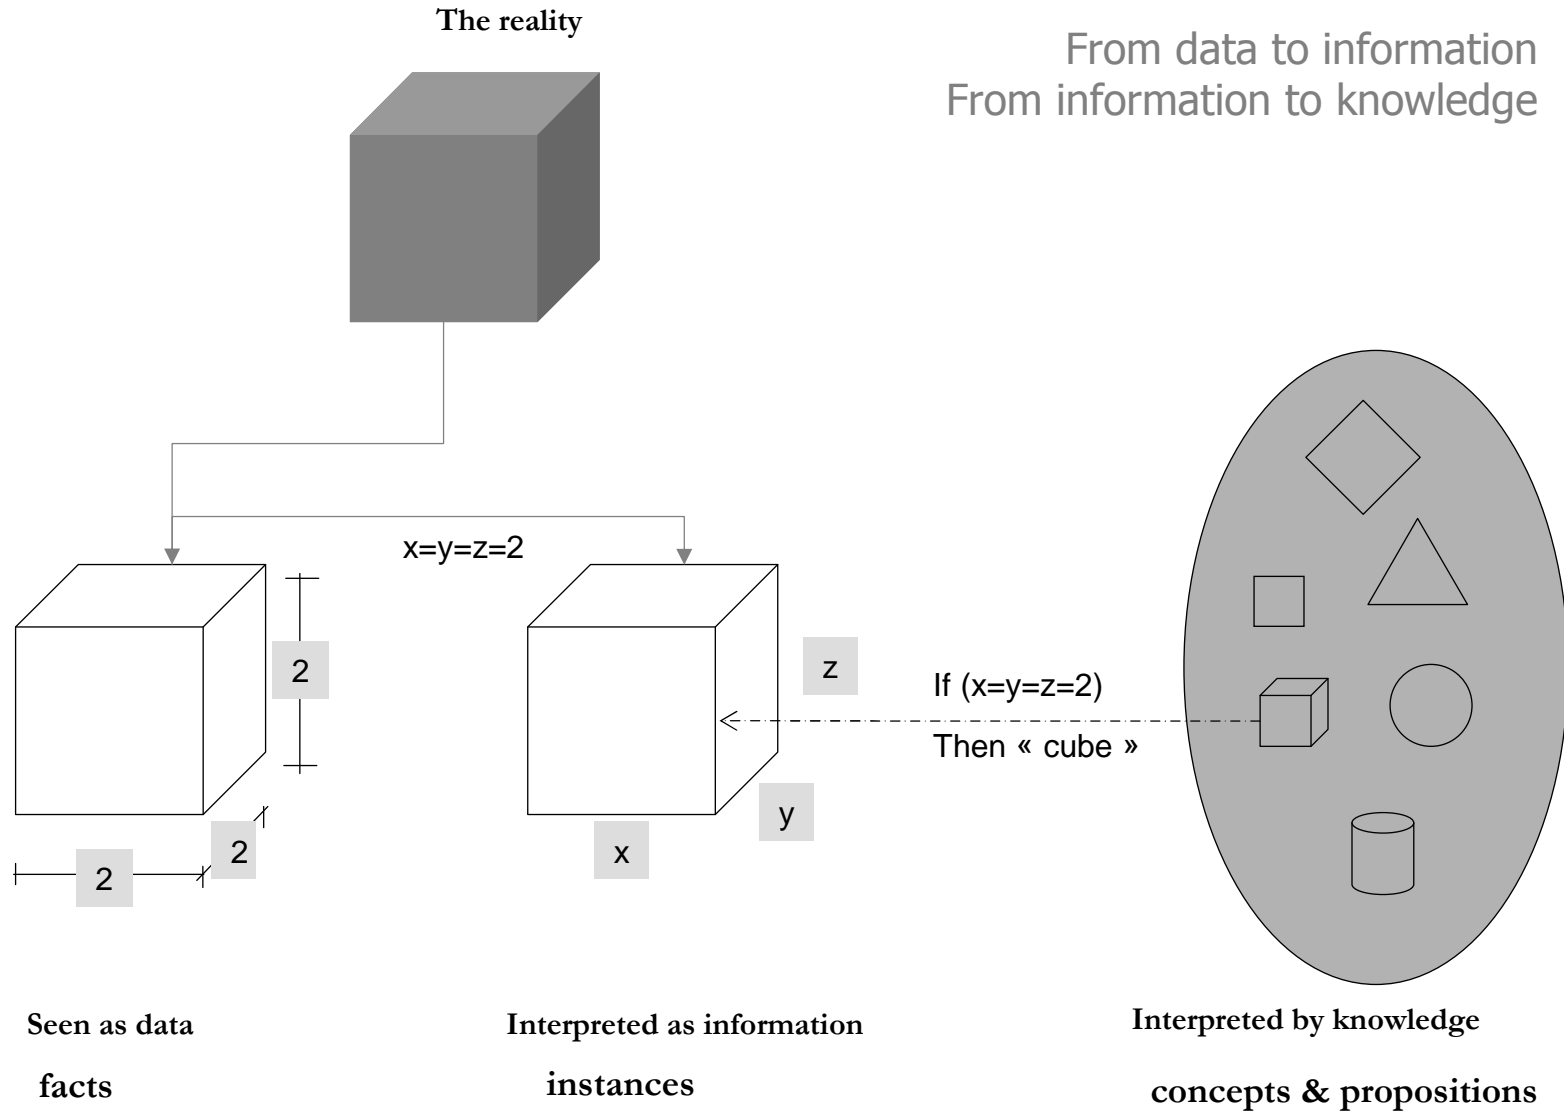 The reality
From data to information
From information to knowledge
x=y=z=2
2
2
2
z
y
x
If (x=y=z=2)
Then « cube »
Seen as data
facts
Interpreted as information
instances
Interpreted by knowledge
concepts & propositions